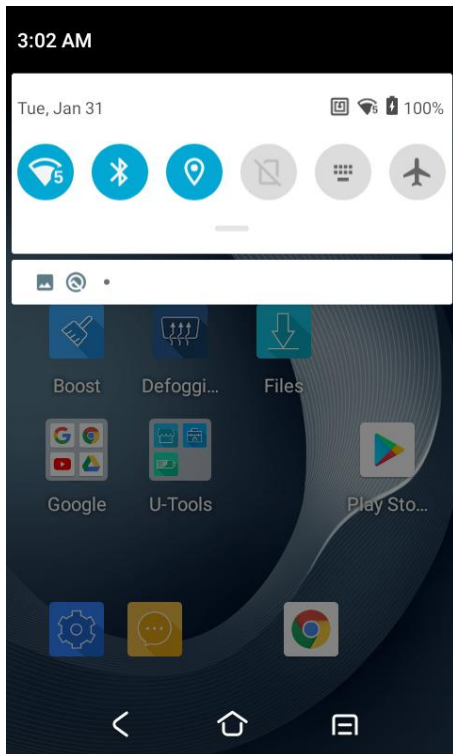 3:02 AM
Tue, Jan 31
100%
Boost
Defoggi...
Files
Google
U-Tools
Play Sto...